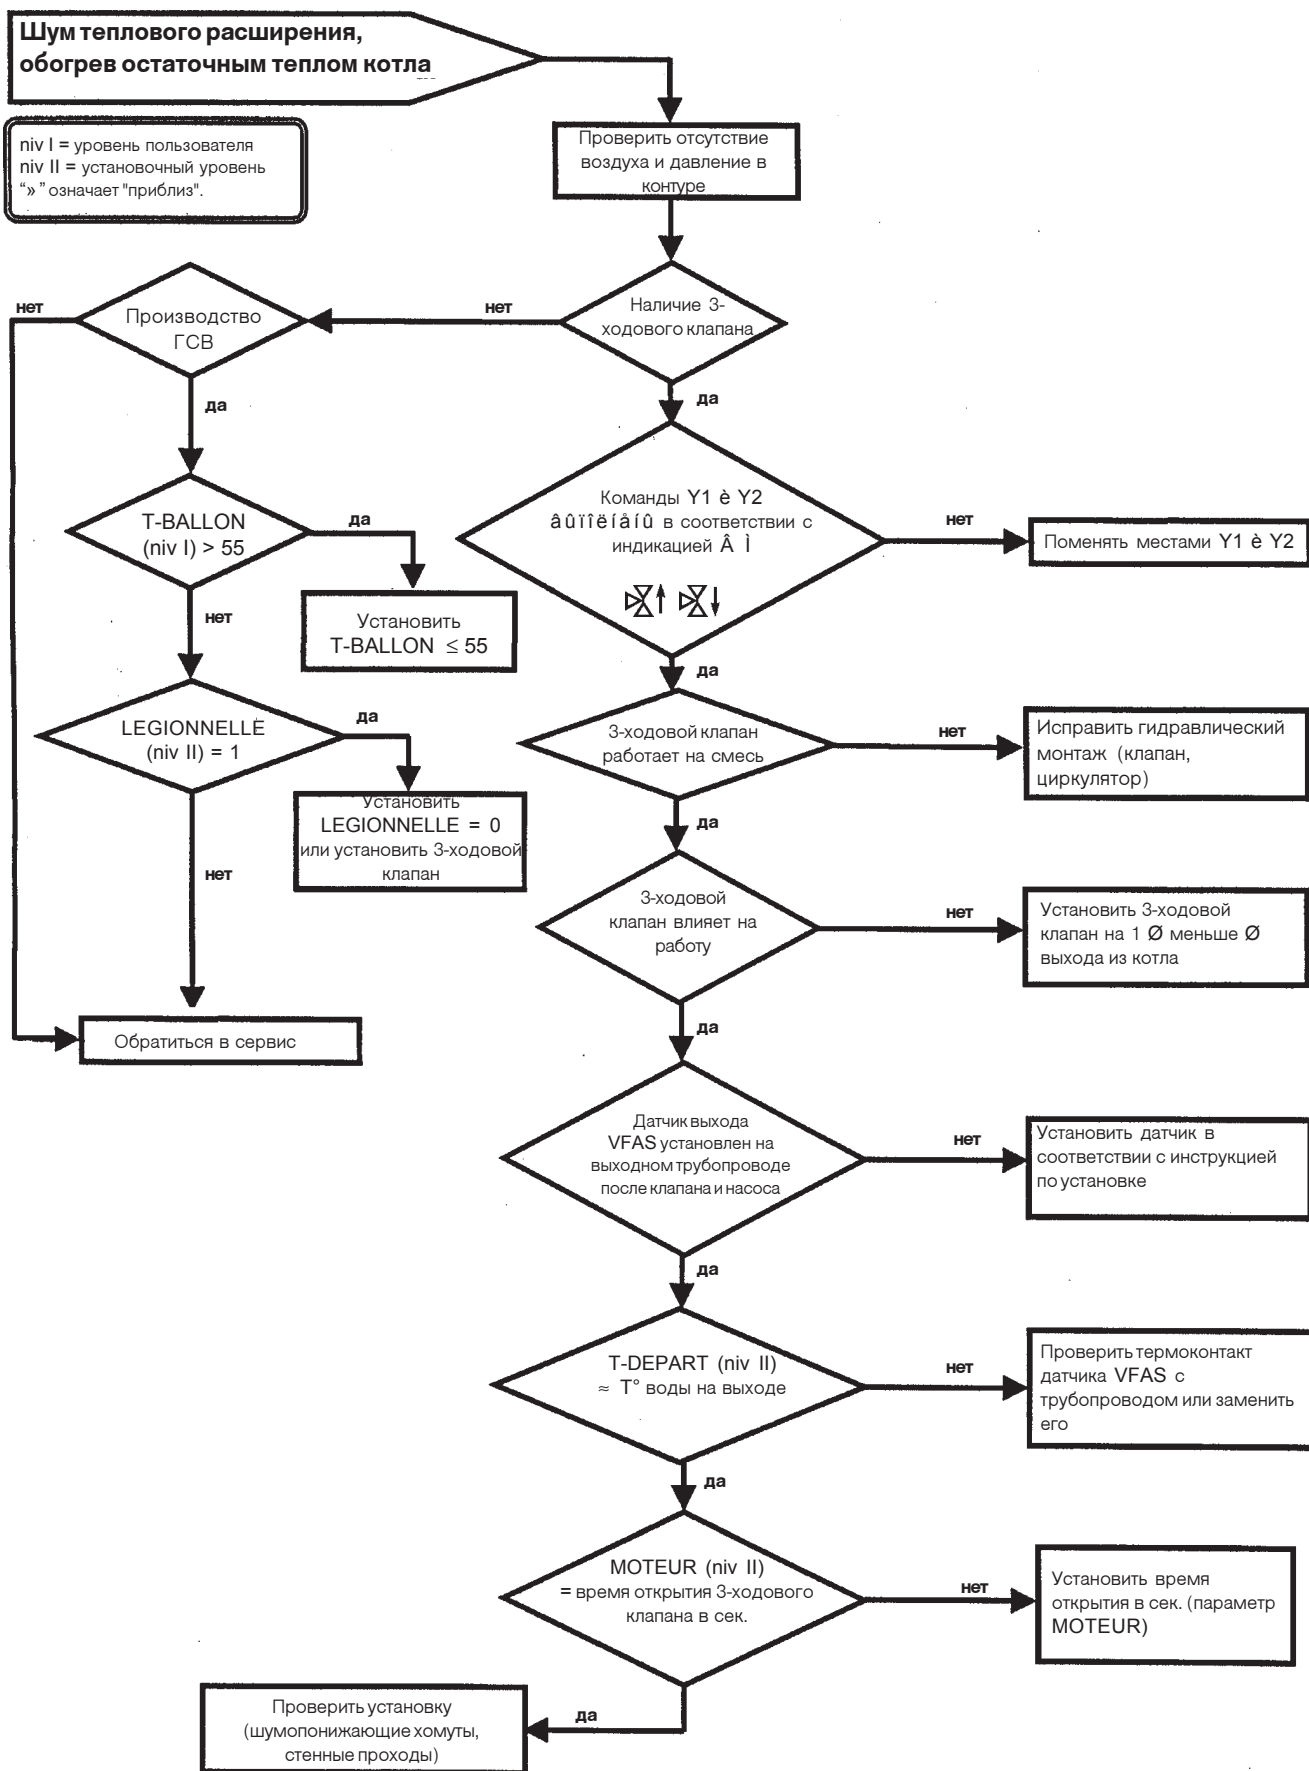 Шум теплового расширения,
обогрев остаточным теплом котла
niv I = уровень пользователя
niv II = установочный уровень
“» ” означает "приблиз".
Проверить отсутствие
воздуха и давление в
контуре
Наличие 3-
ходового клапана
нет
да
Производство
ГСВ
нет
да
T-BALLON
(niv I) > 55
да
Установить
T-BALLON ≤ 55
нет
LEGIONNELLE
(niv II) = 1
да
Установить
LEGIONNELLE = 0
или установить 3-ходовой
клапан
нет
Обратиться в сервис
Команды Y1 è Y2
âûïîëíåíû в соответствии с
индикацией Â Ì
нет
Поменять местами Y1 è Y2
да
3-ходовой клапан
работает на смесь
нет
Исправить гидравлический
монтаж (клапан,
циркулятор)
да
3-ходовой
клапан влияет на
работу
нет
Установить 3-ходовой
клапан на 1 Ø меньше Ø
выхода из котла
да
Датчик выхода
VFAS установлен на
выходном трубопроводе
после клапана и насоса
нет
Установить датчик в
соответствии с инструкцией
по установке
да
T-DEPART (niv II)
≈ T° воды на выходе
нет
Проверить термоконтакт
датчика VFAS с
трубопроводом или заменить
его
да
MOTEUR (niv II)
= время открытия 3-ходового
клапана в сек.
нет
Установить время
открытия в сек. (параметр
MOTEUR)
да
Проверить установку
(шумопонижающие хомуты,
стенные проходы)